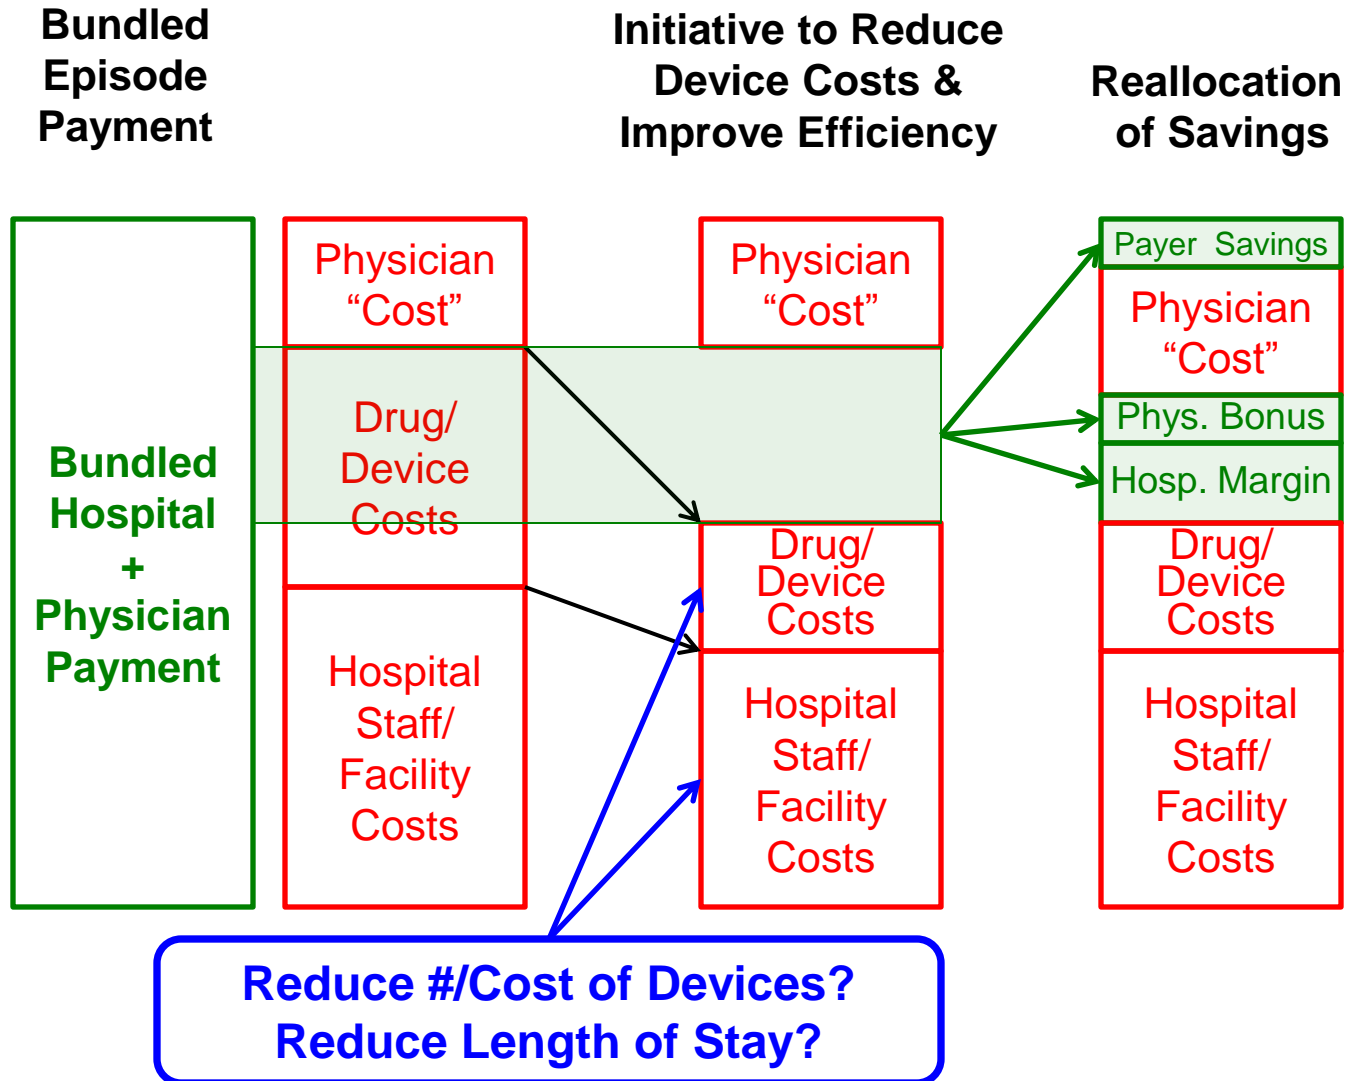 Bundled
Episode
Payment
Initiative to Reduce
Device Costs &
Improve Efficiency
Reallocation
of Savings
Bundled
Hospital
+
Physician
Payment
Physician
“Cost”
Drug/
Device
Costs
Hospital
Staff/
Facility
Costs
Physician
“Cost”
Drug/
Device
Costs
Hospital
Staff/
Facility
Costs
Payer Savings
Physician
“Cost”
Phys. Bonus
Hosp. Margin
Drug/
Device
Costs
Hospital
Staff/
Facility
Costs
Reduce #/Cost of Devices?
Reduce Length of Stay?